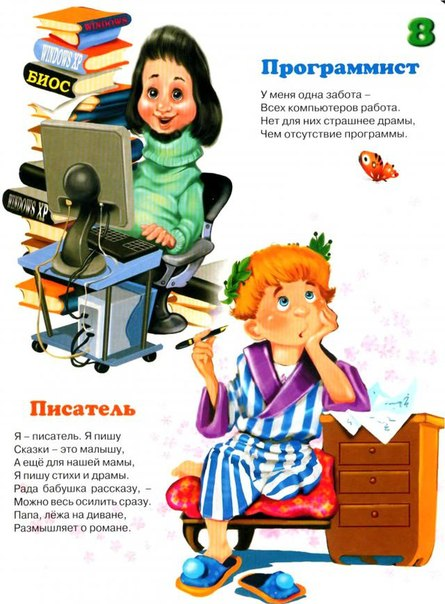 8
WINDOWS
WINDOWS XP
БИОС
WINDOWS XP
Программист
У меня одна забота –
Всех компьютеров работа.
Нет для них страшнее драмы,
Чем отсутствие программы.
Писатель
Я – писатель. Я пишу
Сказки – это малышу,
А ещё для нашей мамы,
Я пишу стихи и драмы.
Рада бабушка рассказу, –
Можно весь осилить сразу.
Папа, лёжа на диване,
Размышляет о романе.